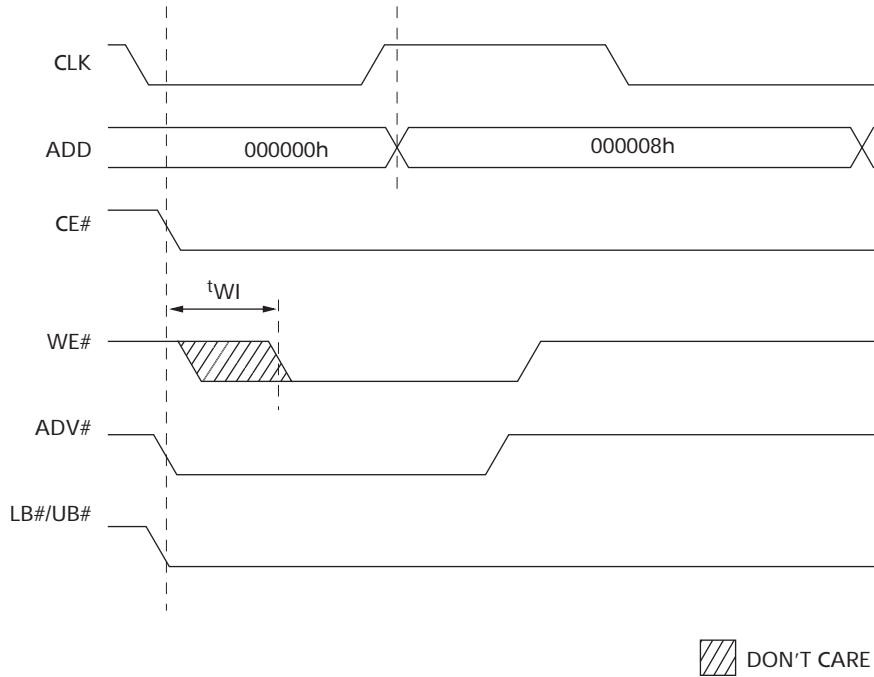 CLK
ADD
000000h
000008h
CE#
tWI
WE#
ADV#
LB#/UB#
DON'T CARE